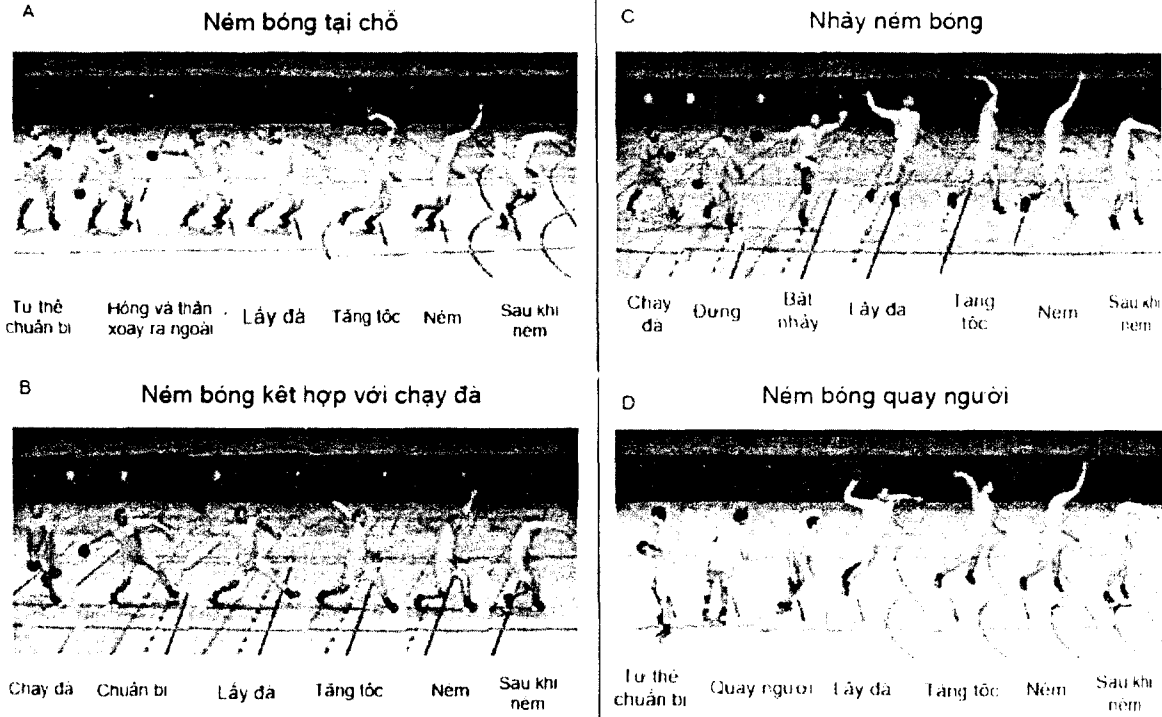 A
Ném bóng tại chỗ
Tư thế
chuẩn bị
Hông và thân
xoay ra ngoài
Lấy đà
Tăng tốc
Ném
Sau khi
ném
B
Ném bóng kết hợp với chạy đà
Chạy đà
Chuẩn bị
Lấy đà
Tăng tốc
Ném
Sau khi
ném
C
Nhảy ném bóng
Chạy
đà
Dừng
Bật
nhảy
Lấy đà
Tăng
tốc
Ném
Sau khi
ném
D
Ném bóng quay người
Tư thế
chuẩn bị
Quay người
Lấy đà
Tăng tốc
Ném
Sau khi
ném